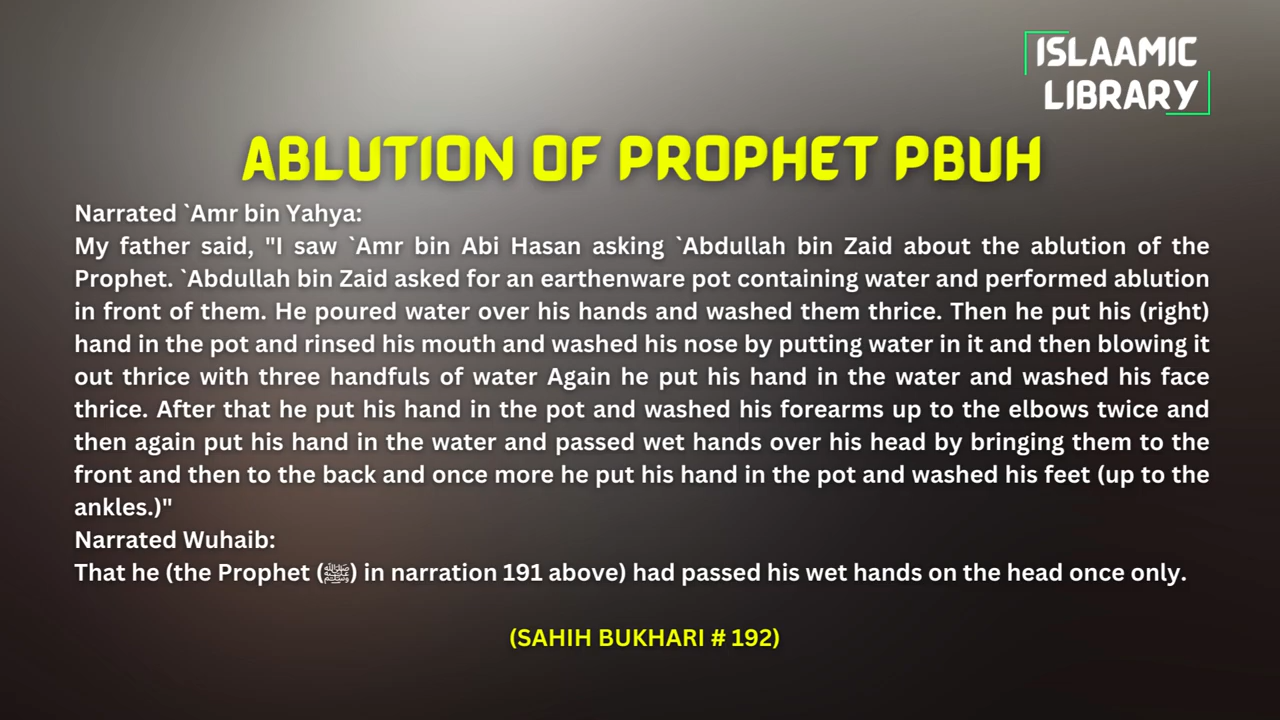 ISLAAMIC
LIBRARY
ABLUTION OF PROPHET PBUH
Narrated `Amr bin Yahya:
My father said, "I saw `Amr bin Abi Hasan asking `Abdullah bin Zaid about the ablution of the
Prophet. `Abdullah bin Zaid asked for an earthenware pot containing water and performed ablution
in front of them. He poured water over his hands and washed them thrice. Then he put his (right)
hand in the pot and rinsed his mouth and washed his nose by putting water in it and then blowing it
out thrice with three handfuls of water Again he put his hand in the water and washed his face
thrice. After that he put his hand in the pot and washed his forearms up to the elbows twice and
then again put his hand in the water and passed wet hands over his head by bringing them to the
front and then to the back and once more he put his hand in the pot and washed his feet (up to the
ankles.)"
Narrated Wuhaib:
That he (the Prophet (ﷺ) in narration 191 above) had passed his wet hands on the head once only.
(SAHIH BUKHARI # 192)